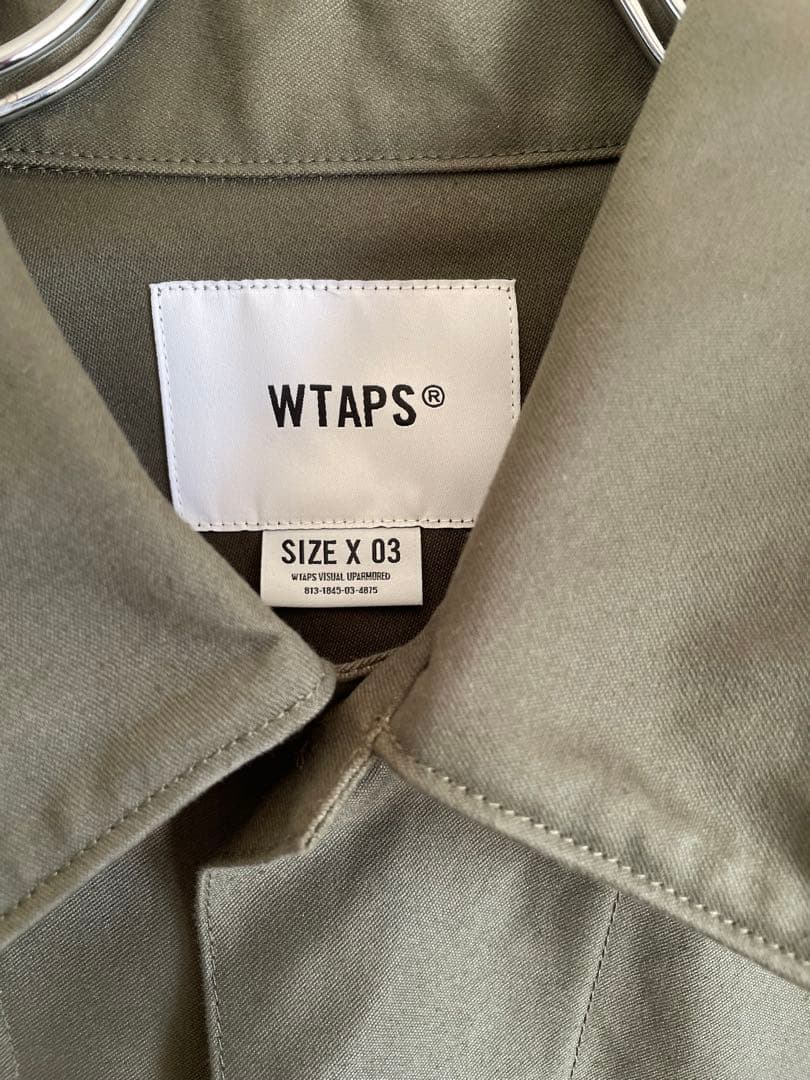 WTAPS®
SIZE X 03
WTAPS VISUAL UPARMORED
813-1845-03-4875